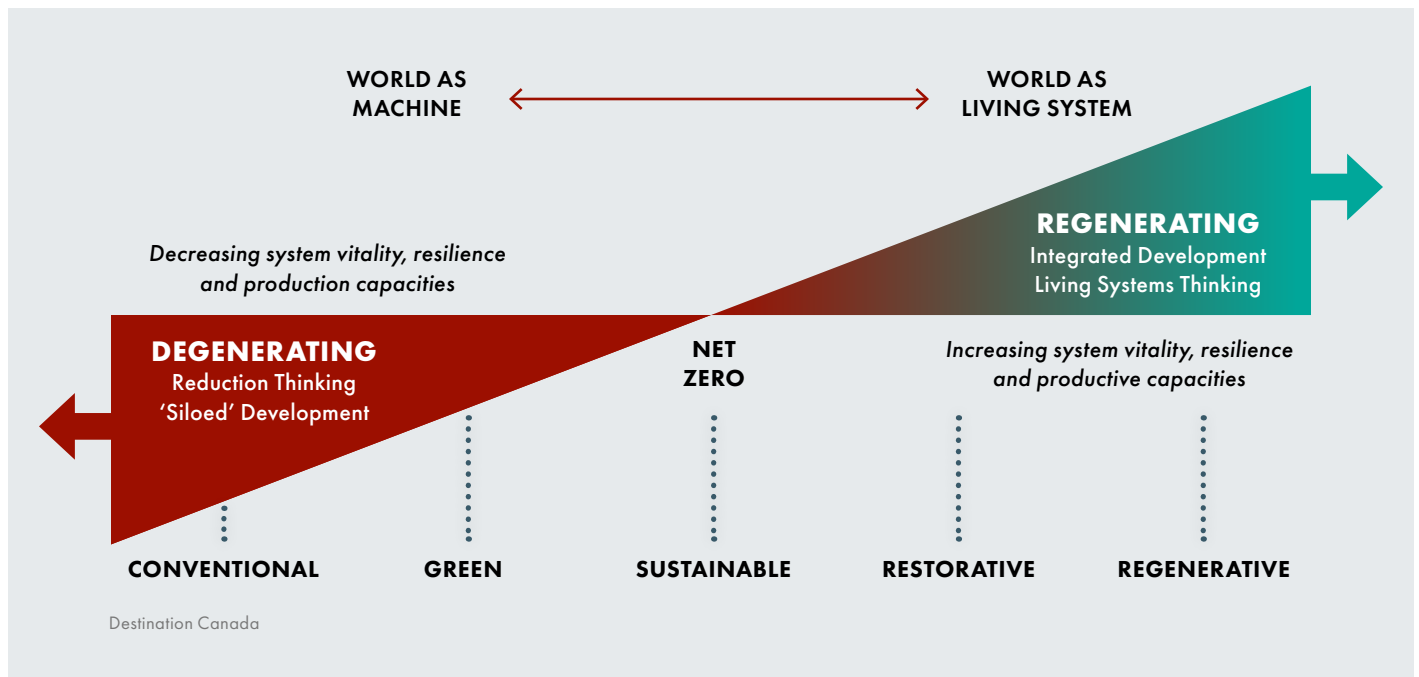 WORLD AS
MACHINE
WORLD AS
LIVING SYSTEM
Decreasing system vitality, resilience
and production capacities
REGENERATING
Integrated Development
Living Systems Thinking
DEGENERATING
Reduction Thinking
‘Siloed’ Development
NET
ZERO
Increasing system vitality, resilience
and productive capacities
CONVENTIONAL
GREEN
SUSTAINABLE
RESTORATIVE
REGENERATIVE
Destination Canada